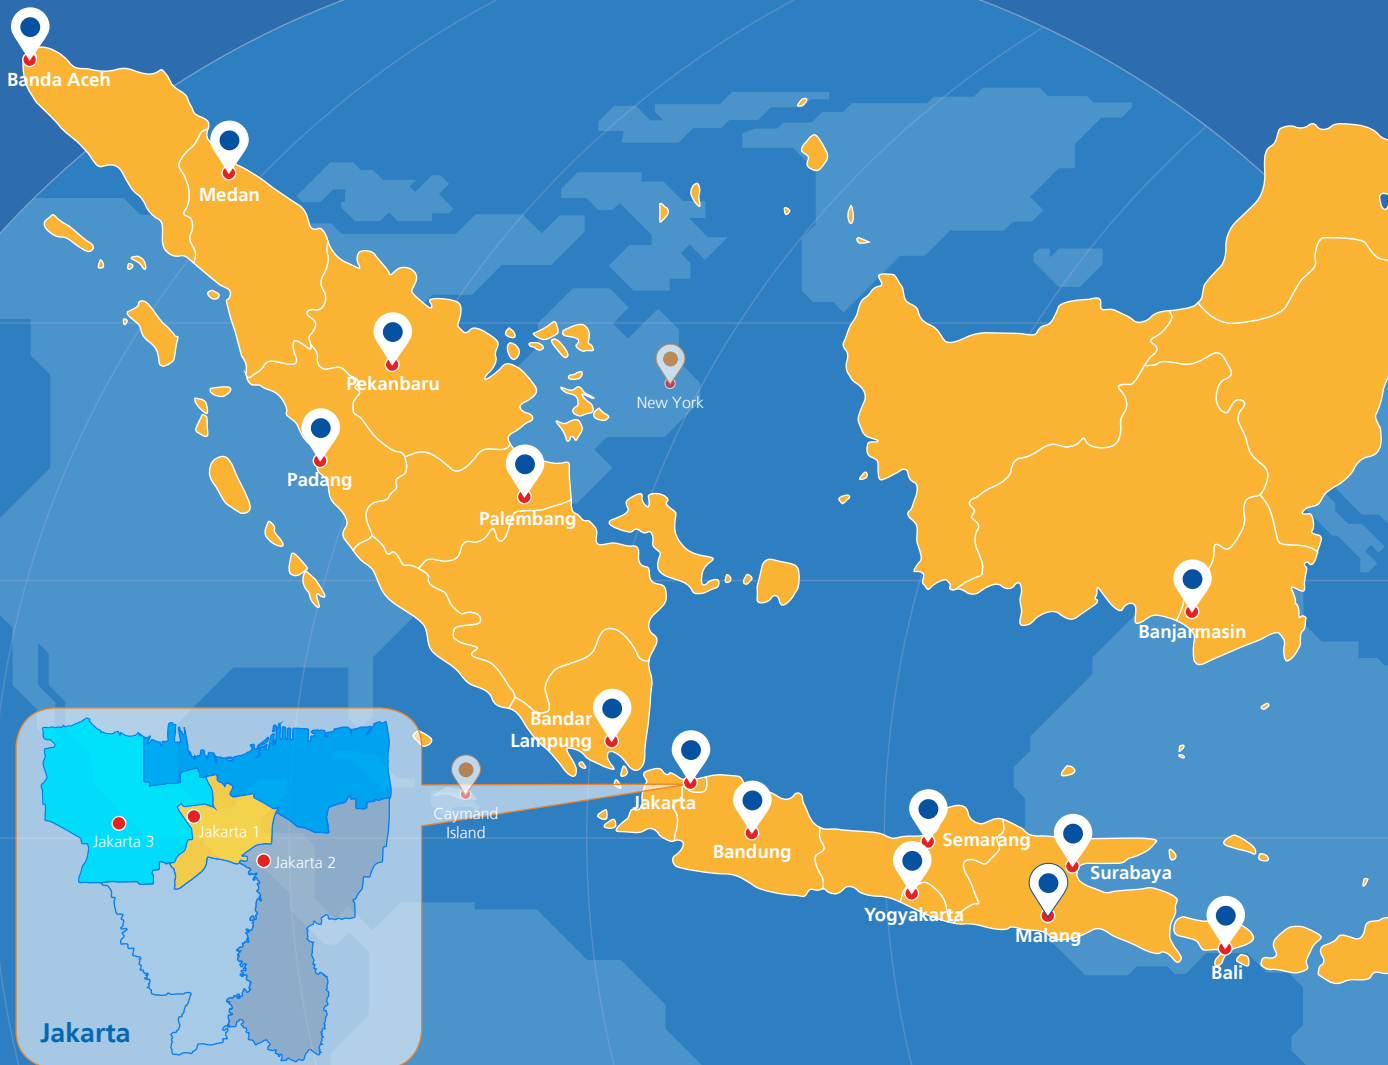 Banda Aceh
Medan
Pekanbaru
New York
Padang
Palembang
Banjarmasin
Bandar
Lampung
Jakarta
Caymand
Island
Bandung
Semarang
Surabaya
Yogyakarta
Malang
Bali
Jakarta 3
Jakarta 1
Jakarta 2
Jakarta